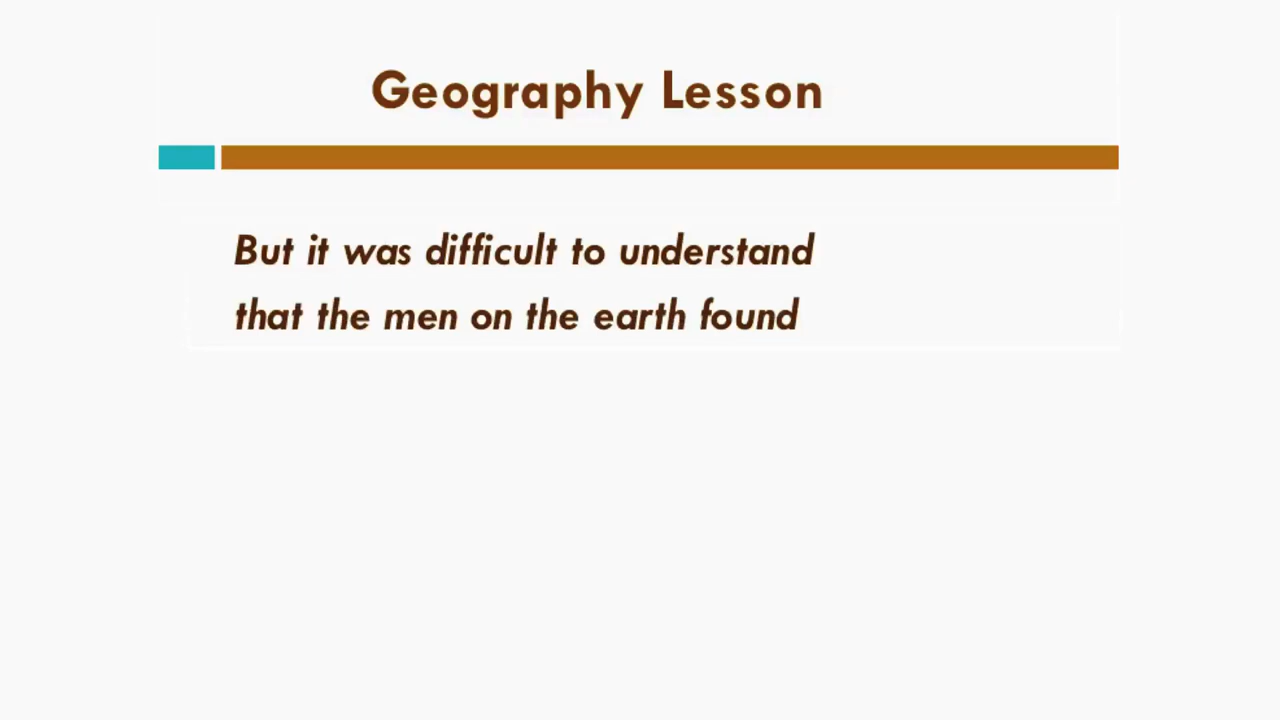 Geography Lesson
But it was difficult to understand
that the men on the earth found